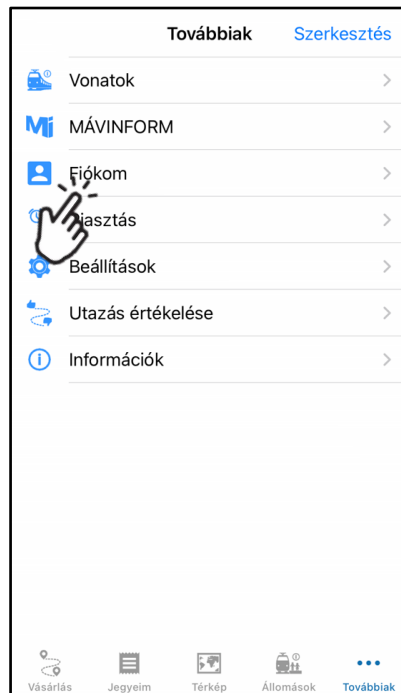 Továbbiak Szerkesztés
Vonatok
MÁVINFORM
Fiókom
Beállítások
Utazás értékelése
Információk
Vásárlás Jegyeim Térkép Állomások Továbbiak